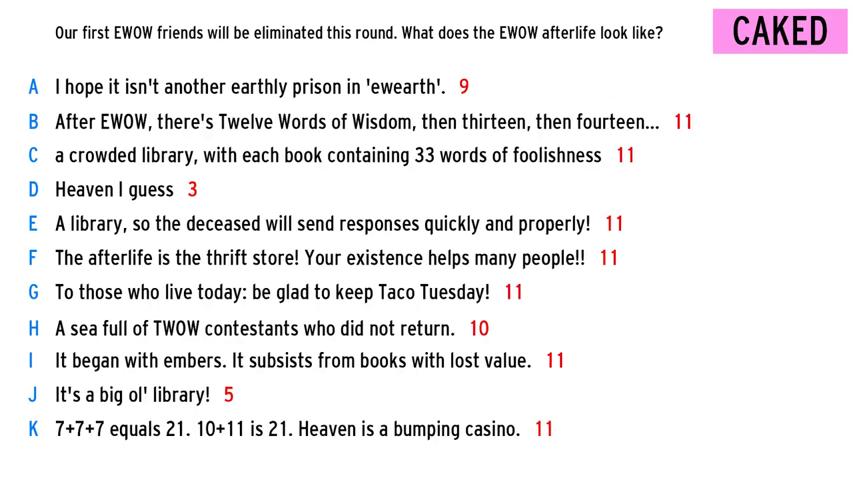 Our first EWOW friends will be eliminated this round. What does the EWOW afterlife look like?
CAKED
A I hope it isn't another earthly prison in 'ewearth'. 9
B After EWOW, there's Twelve Words of Wisdom, then thirteen, then fourteen... 11
C a crowded library, with each book containing 33 words of foolishness 11
D Heaven I guess 3
E A library, so the deceased will send responses quickly and properly! 11
F The afterlife is the thrift store! Your existence helps many people!! 11
G To those who live today: be glad to keep Taco Tuesday! 11
H A sea full of TWOW contestants who did not return. 10
I It began with embers. It subsists from books with lost value. 11
J It's a big ol' library! 5
K 7+7+7 equals 21. 10+11 is 21. Heaven is a bumping casino. 11